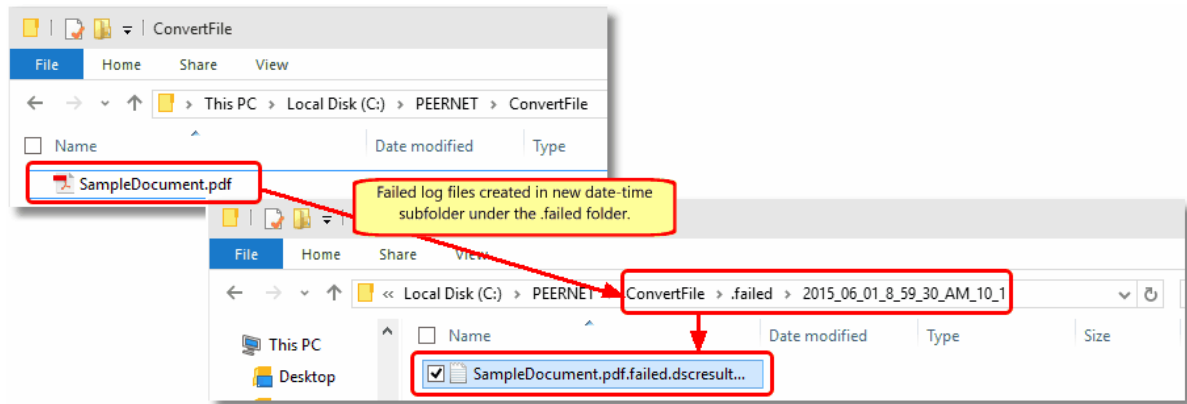 ConvertFile
File Home Share View
This PC > Local Disk (C:) > PEERNET > ConvertFile
Name Date modified Type
SampleDocument.pdf
Failed log files created in new date-time
subfolder under the .failed folder.
File Home Share View
« Local Disk (C:) > PEERNET ConvertFile > .failed > 2015_06_01_8_59_30_AM_10_1
Name Date modified Type Size
This PC
SampleDocument.pdf.failed.dscresult...
Desktop